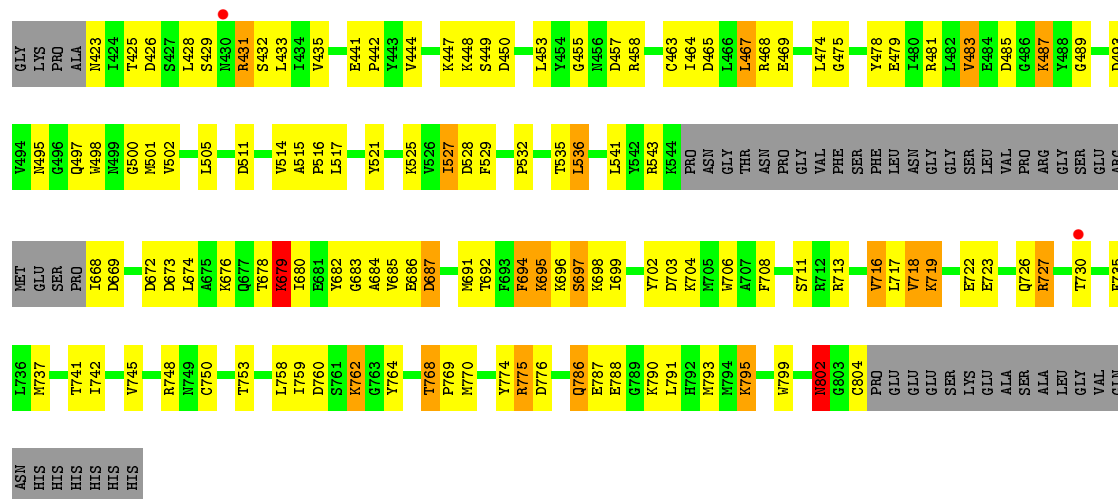 GLY LYS PRO ALA N423 I424 T425 D426 S427 L428 S429 N430 R431 S432 L433 I434 V435 E441 P442 Y443 V444 K447 K448 S449 D450 L453 Y454 G455 N456 D457 R458 C463 I464 D465 L466 L467 R468 E469 L474 G475 Y478 E479 I480 R481 L482 V483 E484 D485 G486 K487 Y488 G489 D493
V494 N495 G496 Q497 W498 N499 G500 M501 V502 L505 D511 V514 A515 P516 L517 Y521 K525 V526 I527 D528 F529 P532 T535 L536 L541 Y542 R543 K544 PRO ASN GLY THR ASN PRO GLY VAL PHE SER PHE LEU ASN GLY GLY SER LEU VAL PRO ARG GLY SER GLU ARG
MET GLU SER PRO I668 D669 D672 D673 L674 A675 K676 Q677 T678 K679 I680 E681 Y682 G683 A684 V685 E686 D687 M691 T692 F693 F694 K695 K696 S697 K698 I699 Y702 D703 K704 M705 W706 A707 F708 S711 R712 R713 V716 L717 V718 K719 E722 E723 Q726 R727 T730 F735
L736 M737 T741 I742 V745 R748 N749 C750 T753 L758 I759 D760 S761 K762 G763 Y764 T768 P769 M770 Y774 R775 D776 Q786 E787 E788 G789 K790 L791 H792 M793 M794 K795 W799 N802 G803 C804 PRO GLU GLU GLU SER LYS GLU ALA SER ALA LEU GLY VAL GLN
ASN HIS HIS HIS HIS HIS HIS